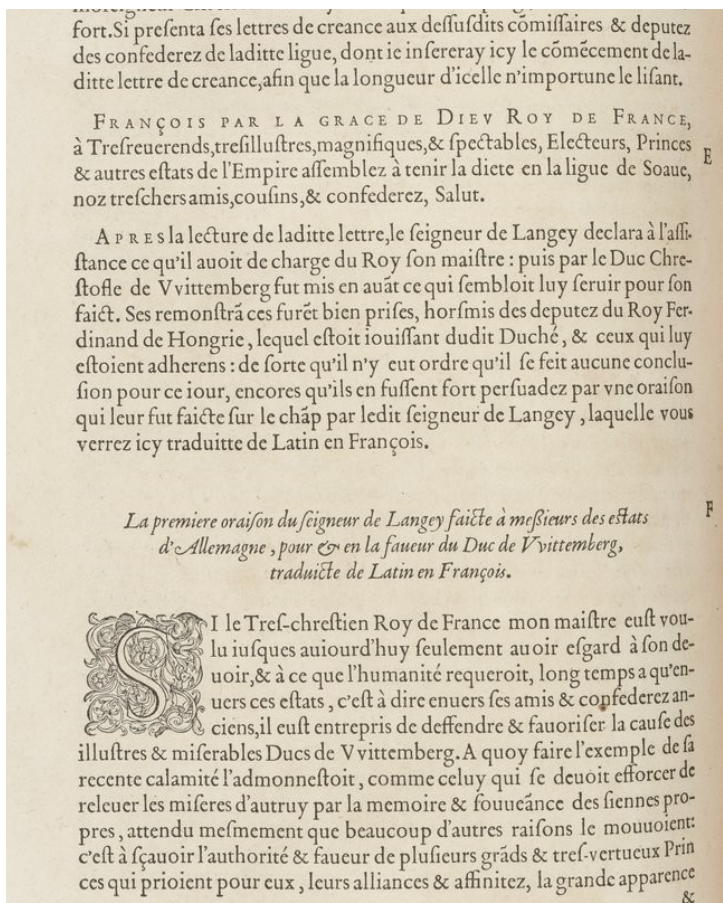 fort.Si preſenta ſes lettres de creance aux deſſuſdits cõmiſſaires & deputez
des confederez de laditte ligue, dont ie inſereray icy le cõmẽcement de la-
ditte lettre de creance,afin que la longueur d'icelle n'importune le liſant.
FRANÇOIS PAR LA GRACE DE DIEV ROY DE FRANCE,
à Treſreuerends,treſilluſtres,magnifiques,& ſpectables, Electeurs, Princes
& autres eſtats de l'Empire aſſemblez à tenir la diete en la ligue de Soaue,
noz treſchers amis,couſins,& confederez, Salut.
E
APRES la lecture de laditte lettre,le ſeigneur de Langey declara à l'aſſi-
ſtance ce qu'il auoit de charge du Roy ſon maiſtre : puis par le Duc Chre-
ſtofle de Vvittemberg fut mis en auãt ce qui ſembloit luy ſeruir pour ſon
faict. Ses remonſtrãces furẽt bien priſes, horſmis des deputez du Roy Fer-
dinand de Hongrie, lequel eſtoit iouiſſant dudit Duché, & ceux qui luy
eſtoient adherens : de ſorte qu'il n'y eut ordre qu'il ſe feit aucune conclu-
ſion pour ce iour, encores qu'ils en fuſſent fort perſuadez par vne oraiſon
qui leur fut faicte ſur le chãp par ledit ſeigneur de Langey, laquelle vous
verrez icy traduitte de Latin en François.
La premiere oraiſon du ſeigneur de Langey faicte à meſsieurs des eſtats
d'Allemagne, pour & en la faueur du Duc de Vvittemberg,
traduicte de Latin en François.
F
SI le Treſ-chreſtien Roy de France mon maiſtre euſt vou-
lu iuſques auiourd'huy ſeulement auoir eſgard à ſon de-
uoir,& à ce que l'humanité requeroit, long temps a qu'en-
uers ces eſtats, c'eſt à dire enuers ſes amis & confederez an-
ciens,il euſt entrepris de deffendre & fauoriſer la cauſe des
illuſtres & miſerables Ducs de Vvittemberg. A quoy faire l'exemple de ſa
recente calamité l'admonneſtoit, comme celuy qui ſe deuoit efforcer de
releuer les miſeres d'autruy par la memoire & ſouueãnce des ſiennes pro-
pres, attendu meſmement que beaucoup d'autres raiſons le mouuoient:
c'eſt à ſçauoir l'authorité & faueur de pluſieurs grãds & treſ-vertueux Prin
ces qui prioient pour eux, leurs alliances & affinitez, la grande apparence
&